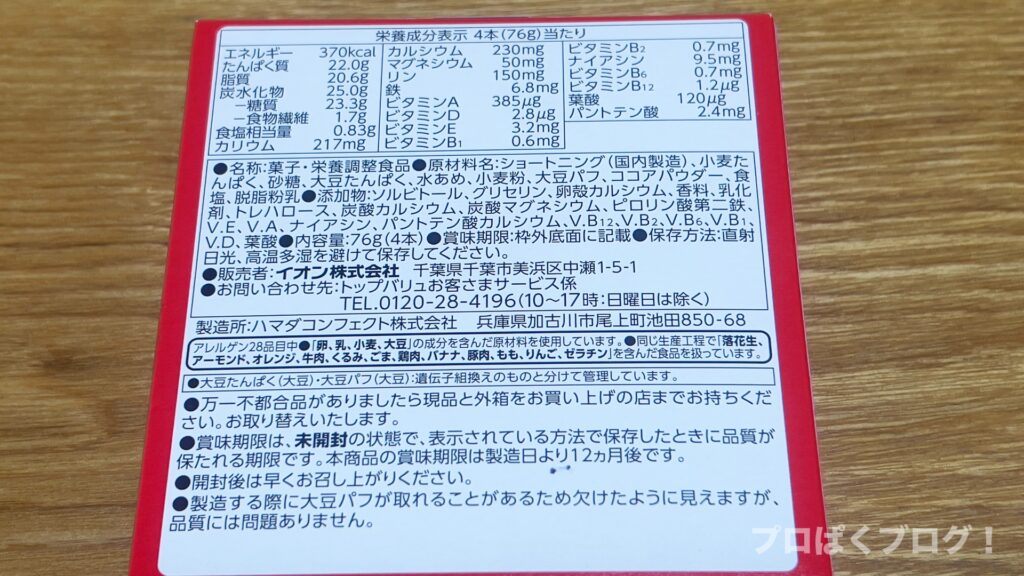 栄養成分表示 4本(76g)当たり
エネルギー 370kcal
たんぱく質 22.0g
脂質 20.6g
炭水化物 25.0g
−糖質 23.3g
−食物繊維 1.7g
食塩相当量 0.83g
カリウム 217mg
カルシウム 230mg
マグネシウム 50mg
リン 150mg
鉄 6.8mg
ビタミンA 385μg
ビタミンD 2.8μg
ビタミンE 3.2mg
ビタミンB1 0.6mg
ビタミンB2 0.7mg
ナイアシン 9.5mg
ビタミンB6 0.7mg
ビタミンB12 1.2μg
葉酸 120μg
パントテン酸 2.4mg
●名称:菓子・栄養調整食品●原材料名:ショートニング(国内製造)、小麦た
んぱく、砂糖、大豆たんぱく、水あめ、小麦粉、大豆パフ、ココアパウダー、食
塩、脱脂粉乳●添加物:ソルビトール、グリセリン、卵殻カルシウム、香料、乳化
剤、トレハロース、炭酸カルシウム、炭酸マグネシウム、ピロリン酸第二鉄、
V.E、V.A、ナイアシン、パントテン酸カルシウム、V.B12、V.B2、V.B6、V.B1、
V.D、葉酸●内容量:76g(4本)●賞味期限:枠外底面に記載●保存方法:直射
日光、高温多湿を避けて保存してください。
●販売者:イオン株式会社 千葉県千葉市美浜区中瀬1-5-1
●お問い合わせ先:トップバリュお客さまサービス係
TEL.0120-28-4196(10〜17時:日曜日は除く)
製造所:ハマダコンフェクト株式会社 兵庫県加古川市尾上町池田850-68
アレルゲン28品目中●「卵、乳、小麦、大豆」の成分を含んだ原材料を使用しています。●同じ生産工程で「落花生、
アーモンド、オレンジ、牛肉、くるみ、ごま、鶏肉、バナナ、豚肉、もも、りんご、ゼラチン」を含んだ食品を扱っています。
●大豆たんぱく(大豆)・大豆パフ(大豆):遺伝子組換えのものと分けて管理しています。
●万一不都合品がありましたら現品と外箱をお買い上げの店までお持ちくだ
さい。お取り替えいたします。
●賞味期限は、未開封の状態で、表示されている方法で保存したときに品質が
保たれる期限です。本商品の賞味期限は製造日より12ヵ月後です。
●開封後は早くお召し上がりください。
●製造する際に大豆パフが取れることがあるため欠けたように見えますが、
品質には問題ありません。
プロぱくブログ!